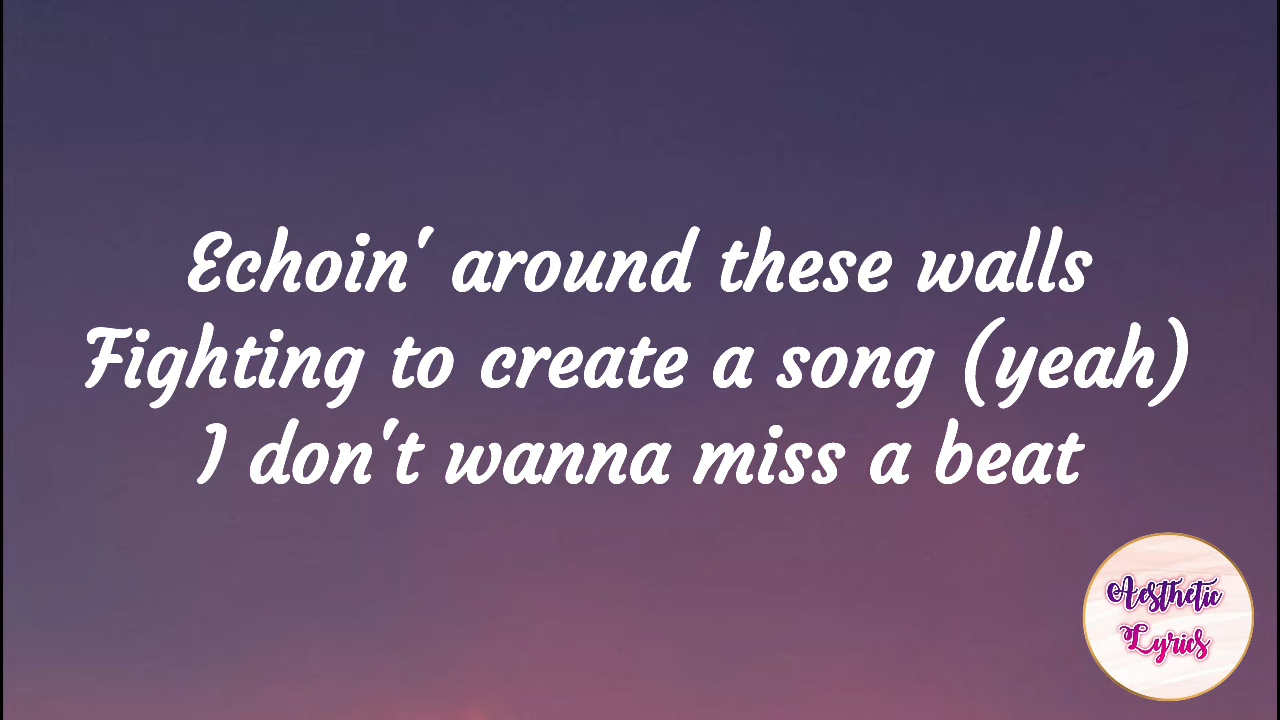 Echoin' around these walls
Fighting to create a song (yeah)
I don't wanna miss a beat
Aesthetic
Lyrics